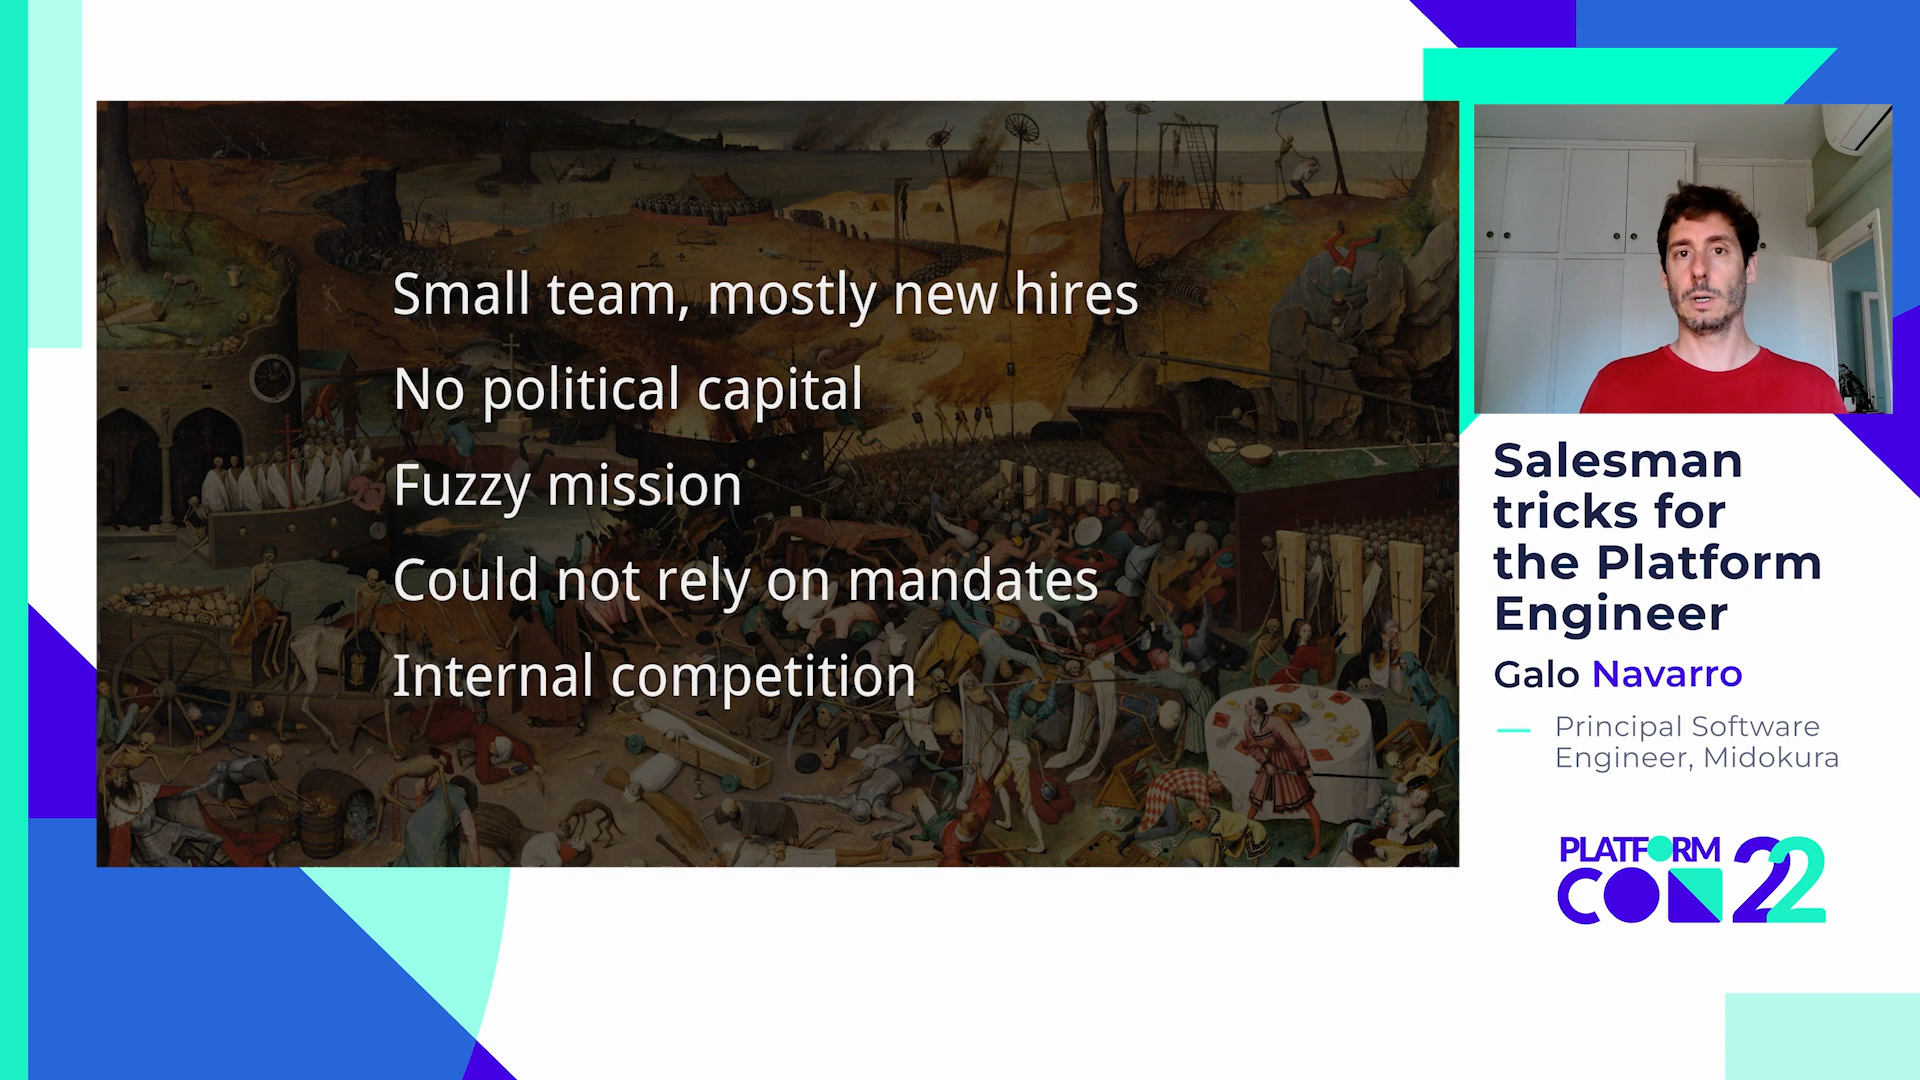 Small team, mostly new hires
No political capital
Fuzzy mission
Could not rely on mandates
Internal competition
Salesman
tricks for
the Platform
Engineer
Galo Navarro
Principal Software
Engineer, Midokura
PLATFORM
CON 22